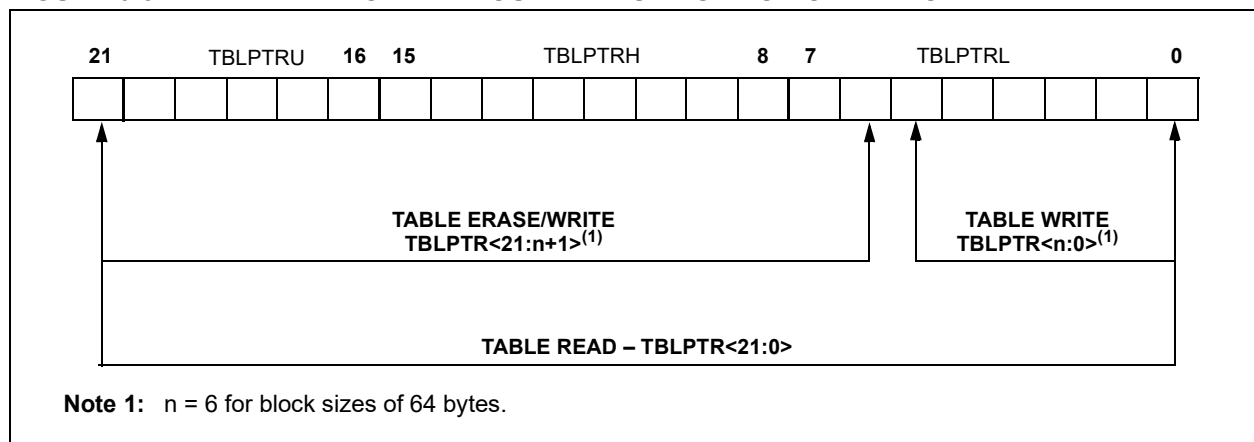 21 TBLPTRU 16 15 TBLPTRH 8 7 TBLPTRL 0
TABLE ERASE/WRITE
TBLPTR<21:n+1>(1)
TABLE WRITE
TBLPTR<n:0>(1)
TABLE READ – TBLPTR<21:0>
Note 1: n = 6 for block sizes of 64 bytes.